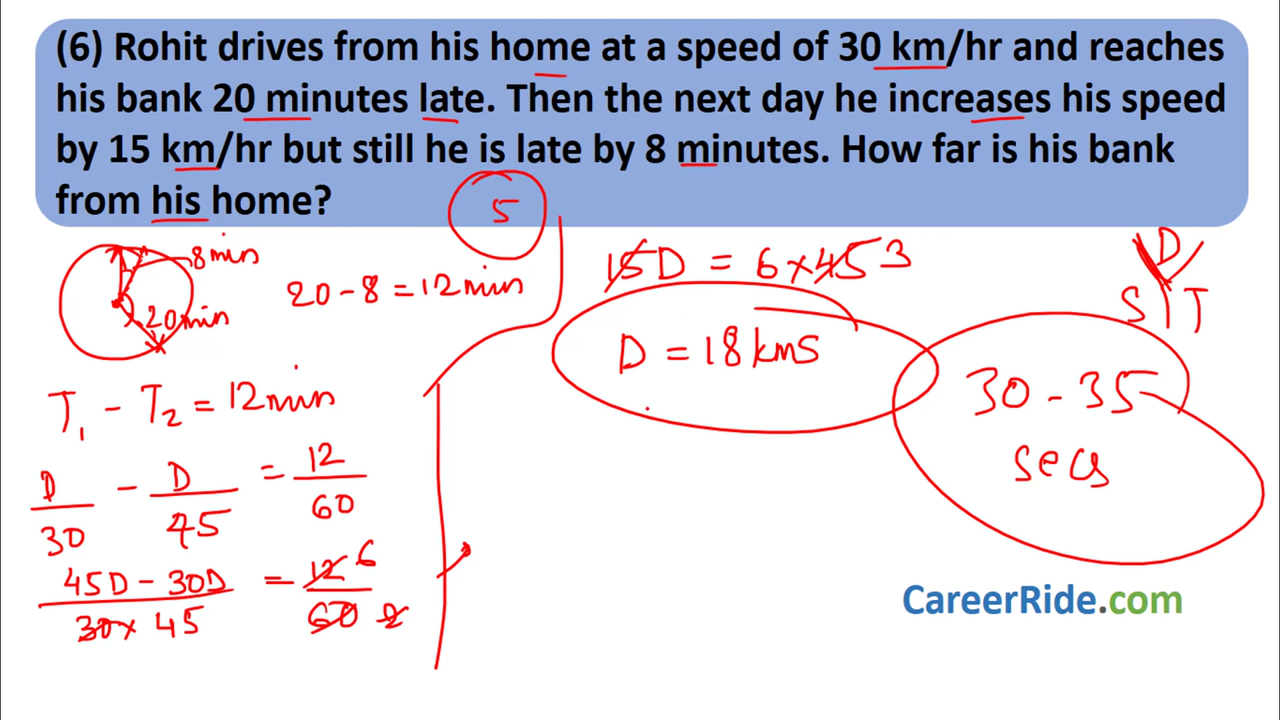 (6) Rohit drives from his home at a speed of 30 km/hr and reaches
his bank 20 minutes late. Then the next day he increases his speed
by 15 km/hr but still he is late by 8 minutes. How far is his bank
from his home?
5
8min
20min
20 - 8 = 12 min
T1 - T2 = 12 min
D/30 - D/45 = 12/60
45D - 30D / 30 x 45 = 12 6 / 60 2
15D = 6 x 45 3
D = 18 kms
D
S T
30 - 35
secs
CareerRide.com